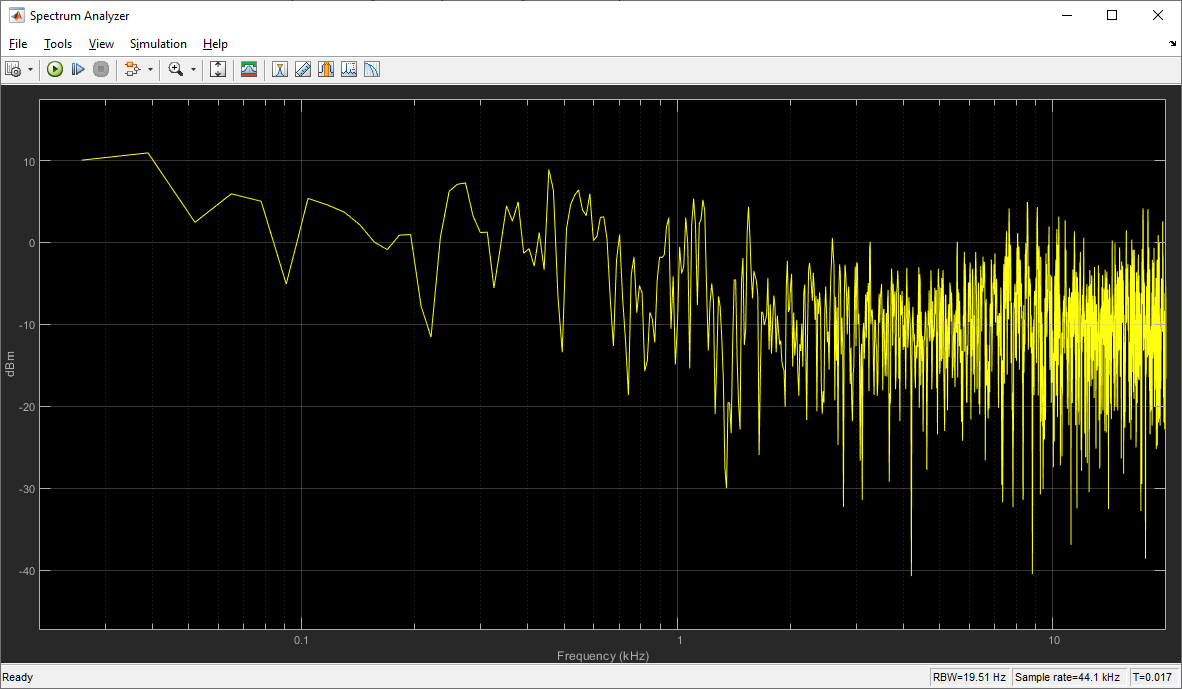 Spectrum Analyzer
File Tools View Simulation Help
10
0
-10
-20
-30
-40
dBm
0.1 1 10
Frequency (kHz)
Ready RBW=19.51 Hz Sample rate=44.1 kHz T=0.017